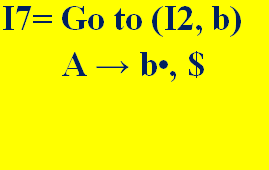 I7= Go to (I2, b)
A → b•, $